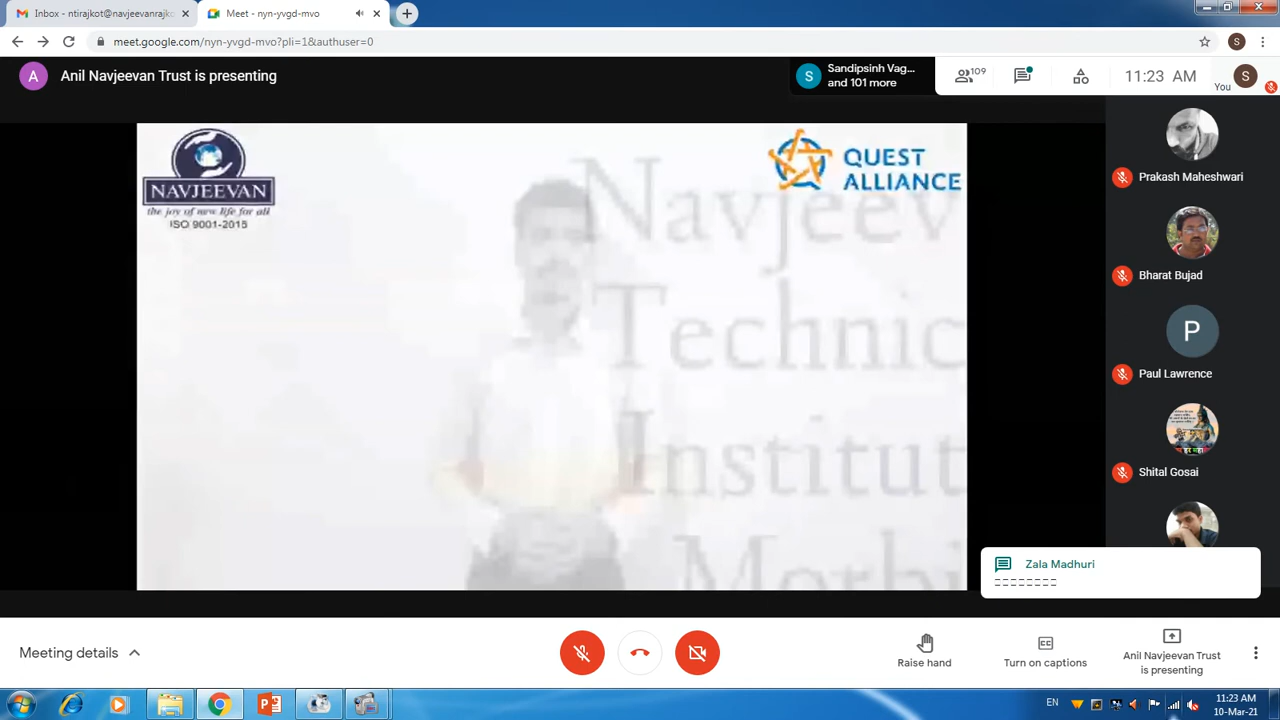 Inbox - ntirajkot@navjeevanrajko
Meet - nyn-yvgd-mvo
meet.google.com/nyn-yvgd-mvo?pli=1&authuser=0
S
A
Anil Navjeevan Trust is presenting
S
Sandipsinh Vag...
and 101 more
109
11:23 AM
You
S
NAVJEEVAN
the joy of new life for all
ISO 9001-2015
QUEST
ALLIANCE
Navjeev
Technic
Institut
Morbi
Prakash Maheshwari
Bharat Bujad
P
Paul Lawrence
Shital Gosai
Zala Madhuri
========
Meeting details
Raise hand
Turn on captions
Anil Navjeevan Trust
is presenting
EN
11:23 AM
10-Mar-21